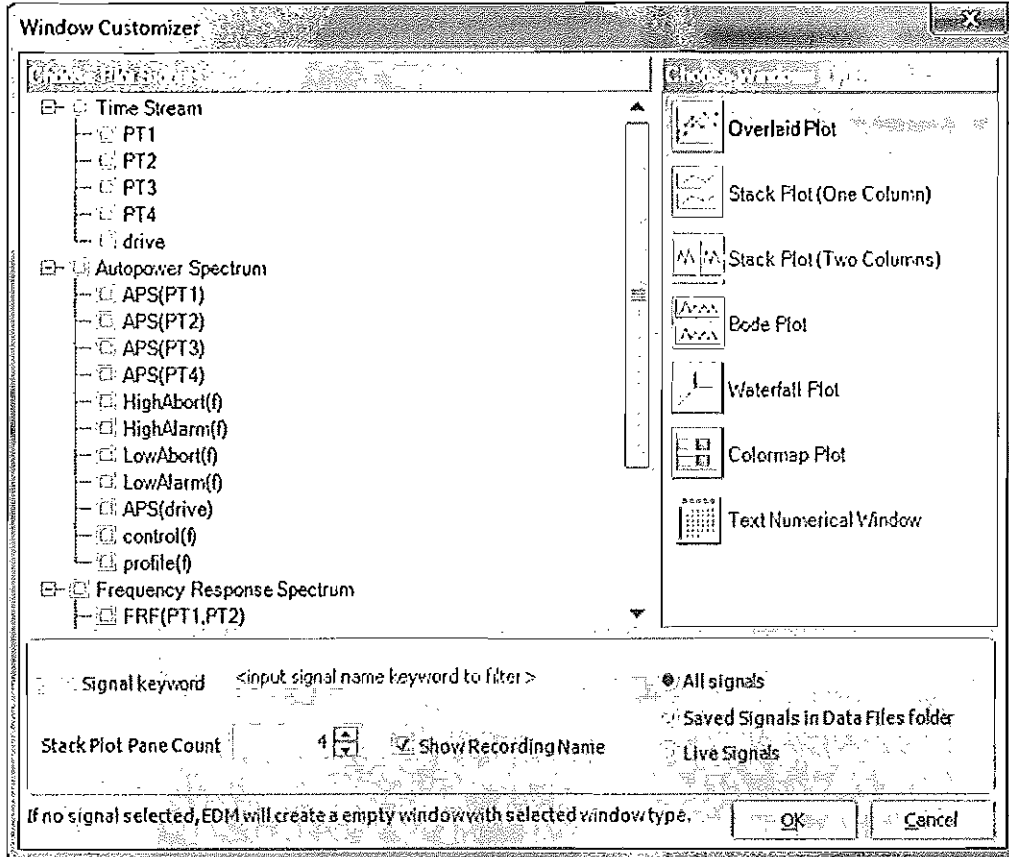 Window Customizer
Time Stream
PT1
PT2
PT3
PT4
drive
Autopower Spectrum
APS(PT1)
APS(PT2)
APS(PT3)
APS(PT4)
HighAbort(f)
HighAlarm(f)
LowAbort(f)
LowAlarm(f)
APS(drive)
control(f)
profile(f)
Frequency Response Spectrum
FRF(PT1,PT2)
Overlaid Plot
Stack Plot (One Column)
Stack Plot (Two Columns)
Bode Plot
Waterfall Plot
Colormap Plot
Text Numerical Window
Signal keyword <input signal name keyword to filter>
All signals
Saved Signals in Data Files folder
Stack Plot Pane Count 4 Show Recording Name
Live Signals
If no signal selected, EDM will create a empty window with selected window type.
OK
Cancel